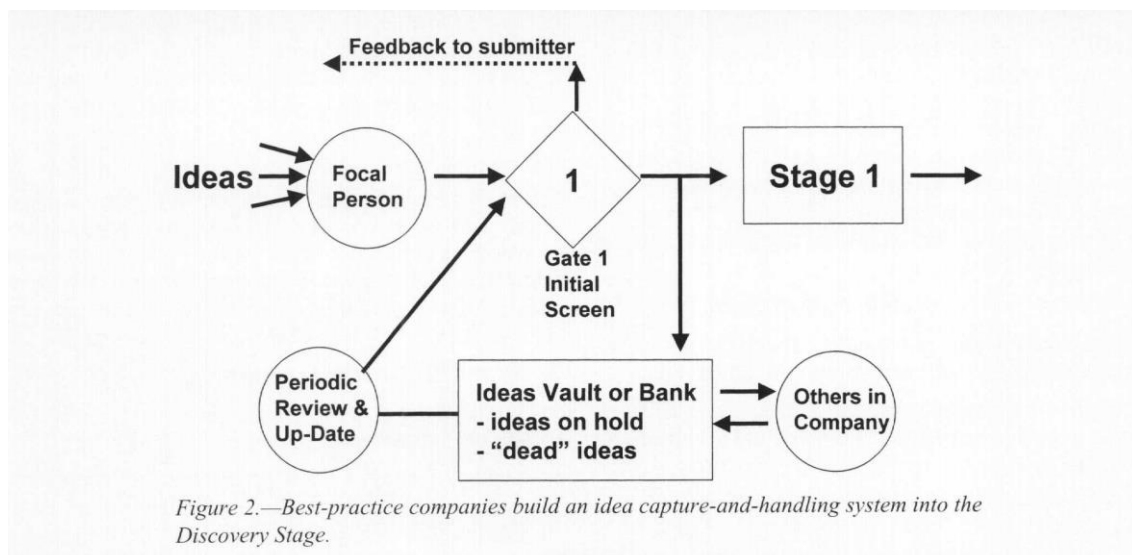 Feedback to submitter
Ideas
Focal
Person
1
Stage 1
Gate 1
Initial
Screen
Periodic
Review &
Up-Date
Ideas Vault or Bank
- ideas on hold
- “dead” ideas
Others in
Company
Figure 2.—Best-practice companies build an idea capture-and-handling system into the
Discovery Stage.